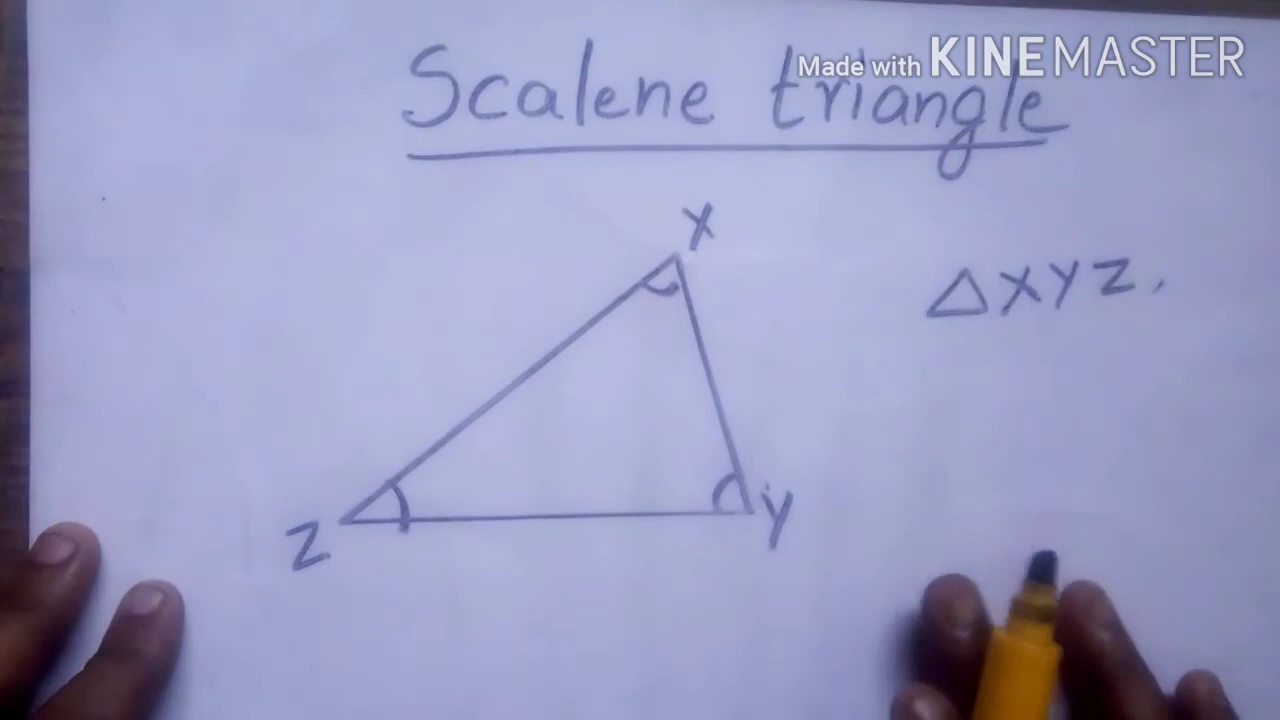 Scalene triangle
Made with KINEMASTER
X
△XYZ.
Z
Y